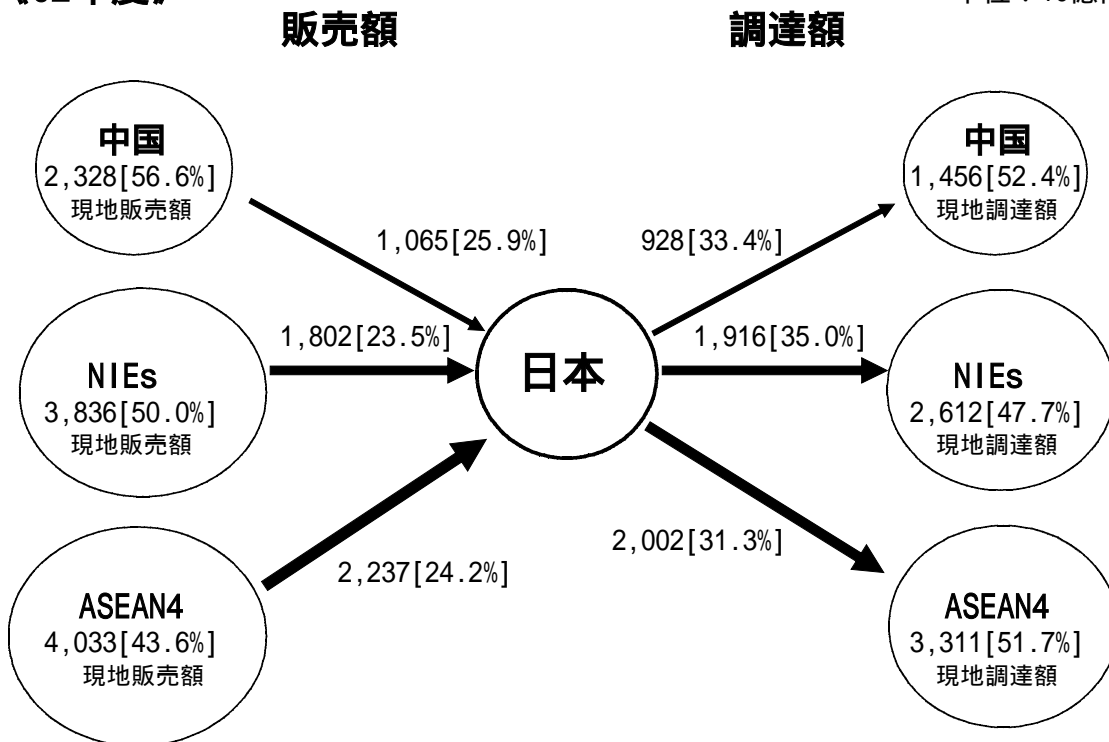 販売額
調達額
中国
2,328[56.6%]
現地販売額
中国
1,456[52.4%]
現地調達額
1,065[25.9%]
928[33.4%]
NIEs
3,836[50.0%]
現地販売額
1,802[23.5%]
日本
1,916[35.0%]
NIEs
2,612[47.7%]
現地調達額
ASEAN4
4,033[43.6%]
現地販売額
2,237[24.2%]
2,002[31.3%]
ASEAN4
3,311[51.7%]
現地調達額